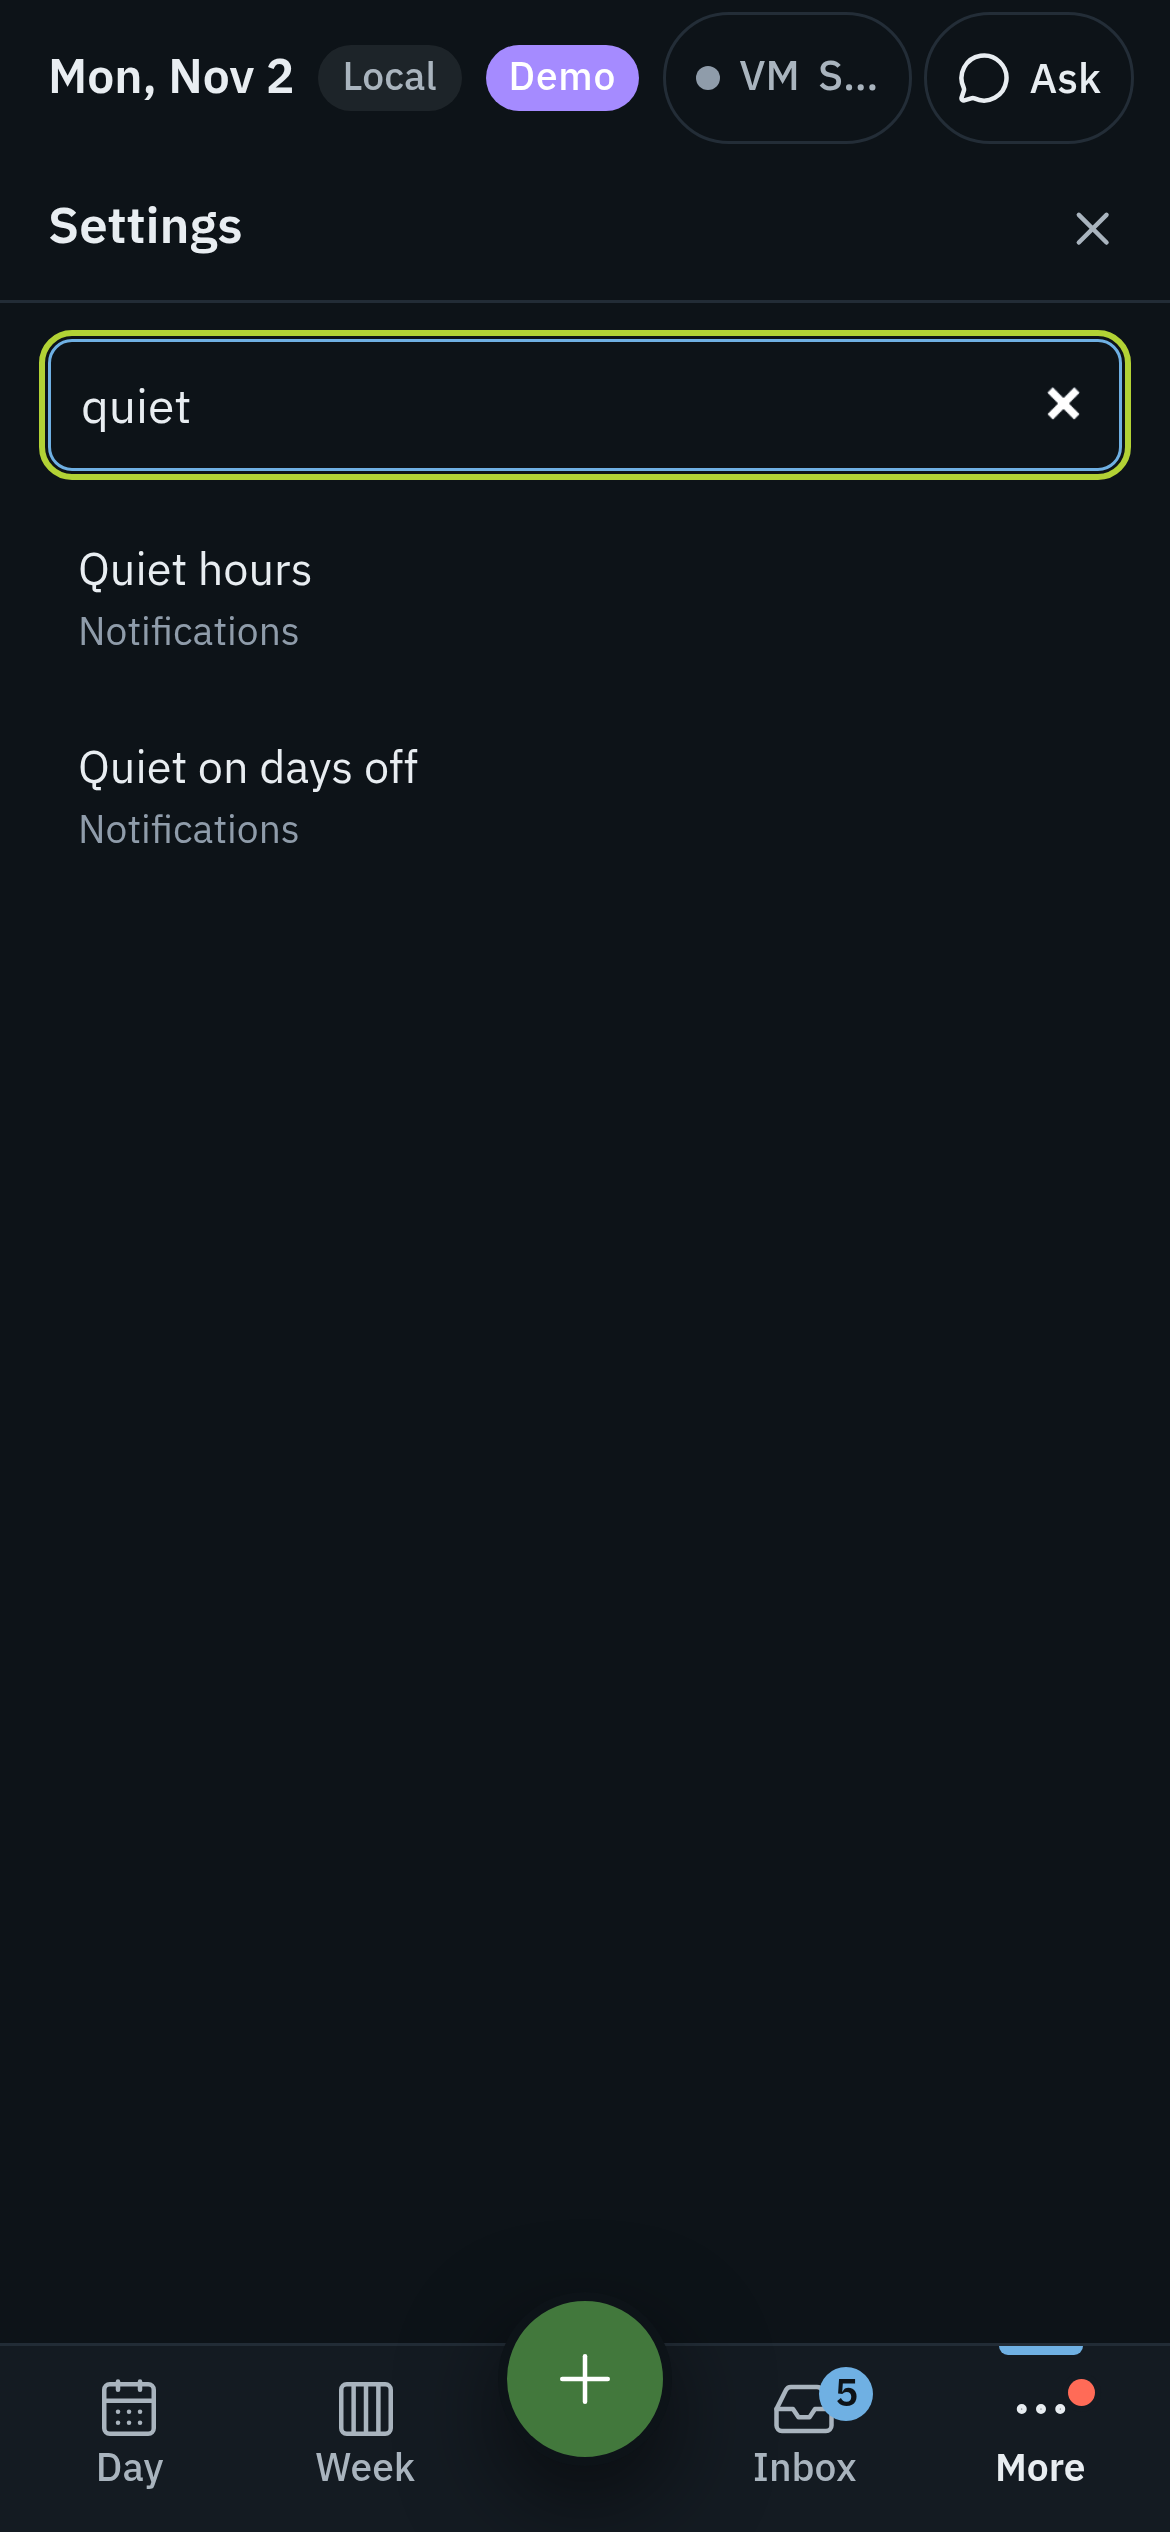 Mon, Nov 2 Local Demo VM S... Ask
Settings
quiet
Quiet hours
Notifications
Quiet on days off
Notifications
5
Day Week Inbox More